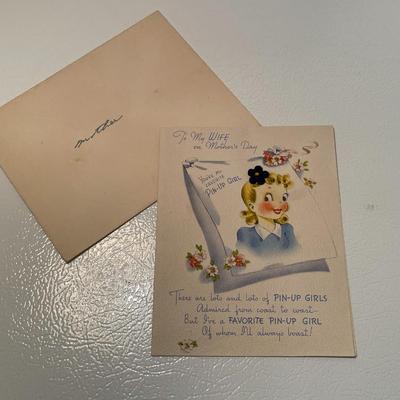 mother
To My WIFE
on Mother's Day
YOU'RE MY
FAVORITE
PIN-UP GIRL
There are lots and lots of PIN-UP GIRLS
Admired from coast to coast—
But I've a FAVORITE PIN-UP GIRL
Of whom I'll always boast!